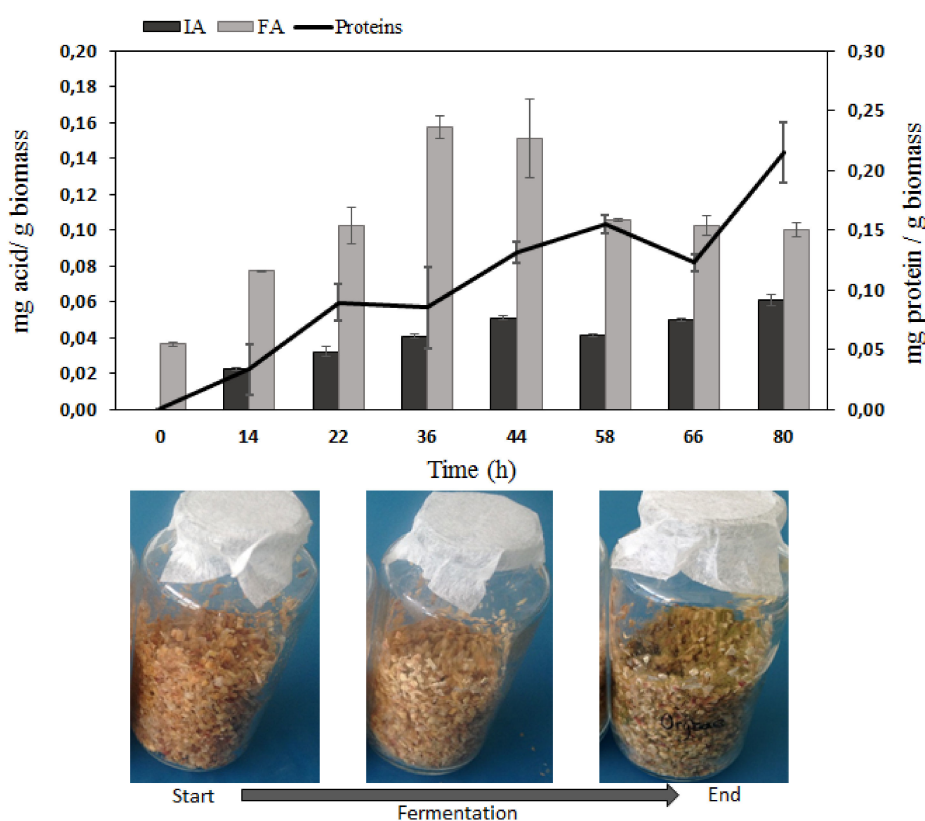 IA FA Proteins
0,20 0,30
0,18
0,16 0,25
0,14 0,20
0,12
0,10 0,15
0,08
0,06 0,10
0,04 0,05
0,02
0,00 0,00
mg acid/ g biomass
mg protein / g biomass
0 14 22 36 44 58 66 80
Time (h)
Start End
Fermentation